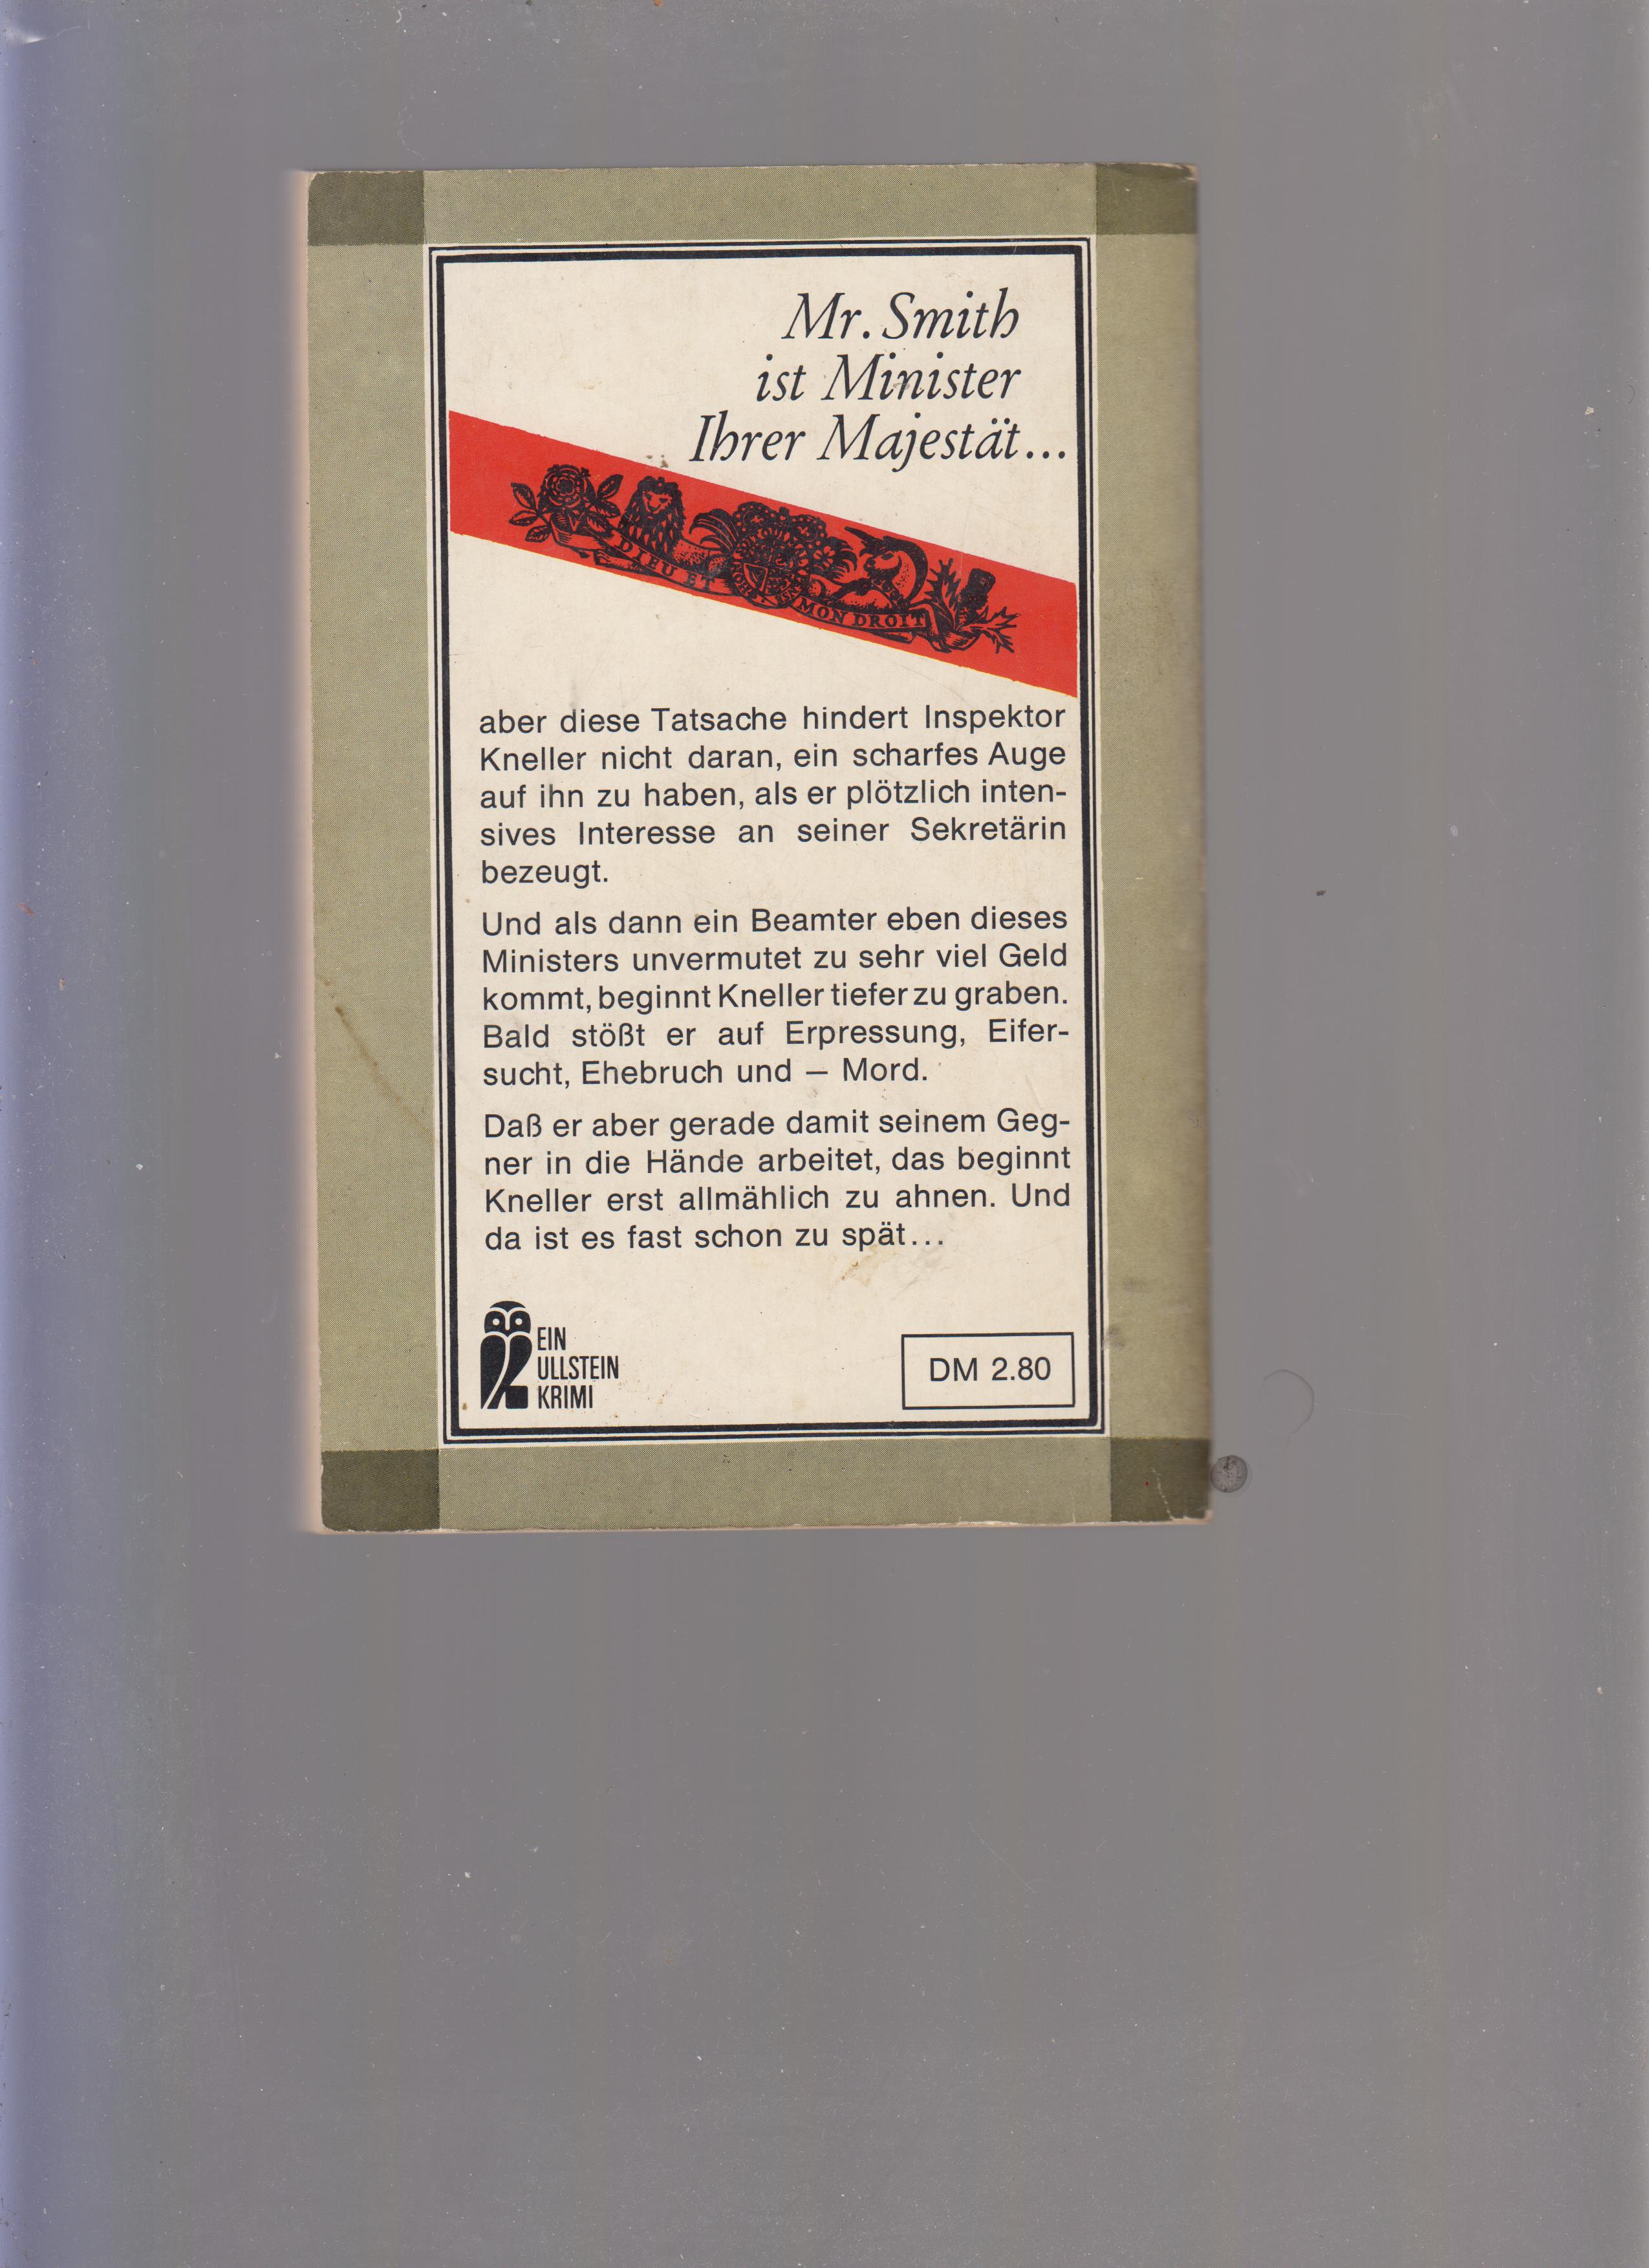 Mr. Smith
ist Minister
Ihrer Majestät...
DIEU ET
MON DROIT
aber diese Tatsache hindert Inspektor
Kneller nicht daran, ein scharfes Auge
auf ihn zu haben, als er plötzlich inten-
sives Interesse an seiner Sekretärin
bezeugt.
Und als dann ein Beamter eben dieses
Ministers unvermutet zu sehr viel Geld
kommt, beginnt Kneller tiefer zu graben.
Bald stößt er auf Erpressung, Eifer-
sucht, Ehebruch und – Mord.
Daß er aber gerade damit seinem Geg-
ner in die Hände arbeitet, das beginnt
Kneller erst allmählich zu ahnen. Und
da ist es fast schon zu spät...
EIN
ULLSTEIN
KRIMI
DM 2.80